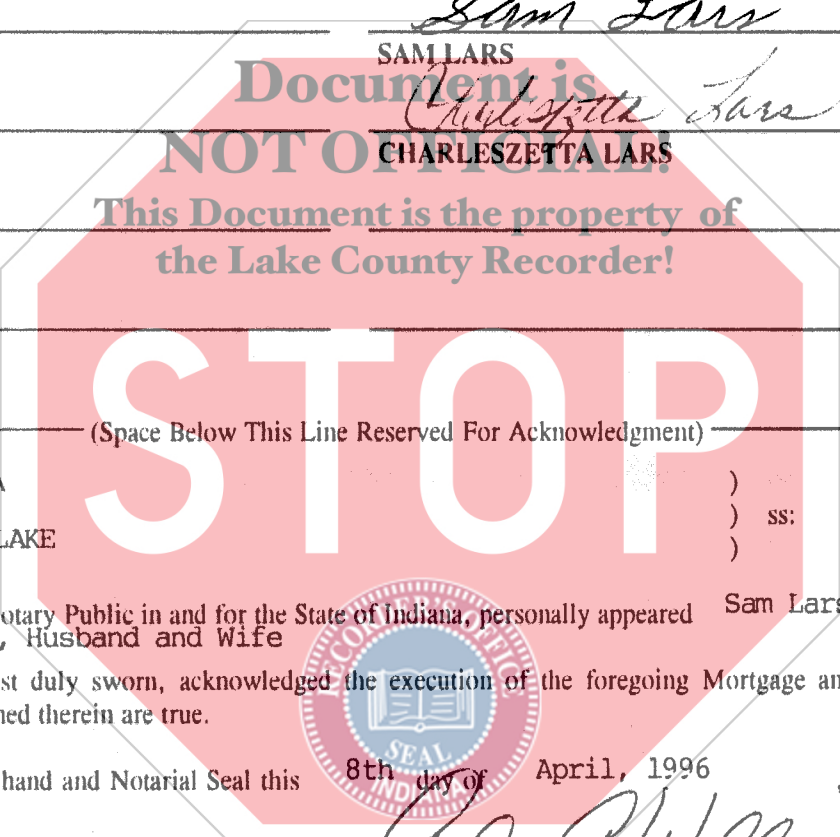 Sam Lars
SAM LARS
Document is
Charleszetta Lars
NOT OFFICIAL!
CHARLESZETTA LARS
This Document is the property of
the Lake County Recorder!
STOP
(Space Below This Line Reserved For Acknowledgment)
A )
) ss:
LAKE )
otary Public in and for the State of Indiana, personally appeared Sam Lars
, Husband and Wife
st duly sworn, acknowledged the execution of the foregoing Mortgage an
ned therein are true.
hand and Notarial Seal this 8th day of April, 1996
RECORDER'S OFFICE
SEAL
INDIANA